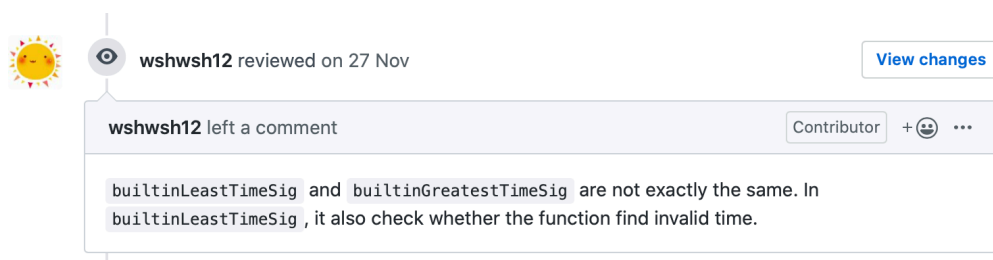 wshwsh12 reviewed on 27 Nov
View changes
wshwsh12 left a comment
Contributor
+
builtinLeastTimeSig and builtinGreatestTimeSig are not exactly the same. In
builtinLeastTimeSig, it also check whether the function find invalid time.